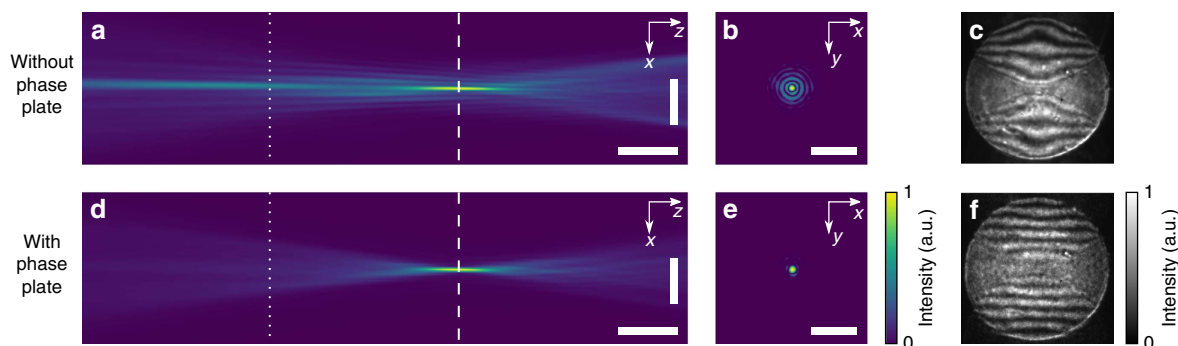 Without
phase
plate
a
z
x
b
x
y
c
With
phase
plate
d
z
x
e
x
y
1
Intensity (a.u.)
0
f
1
Intensity (a.u.)
0